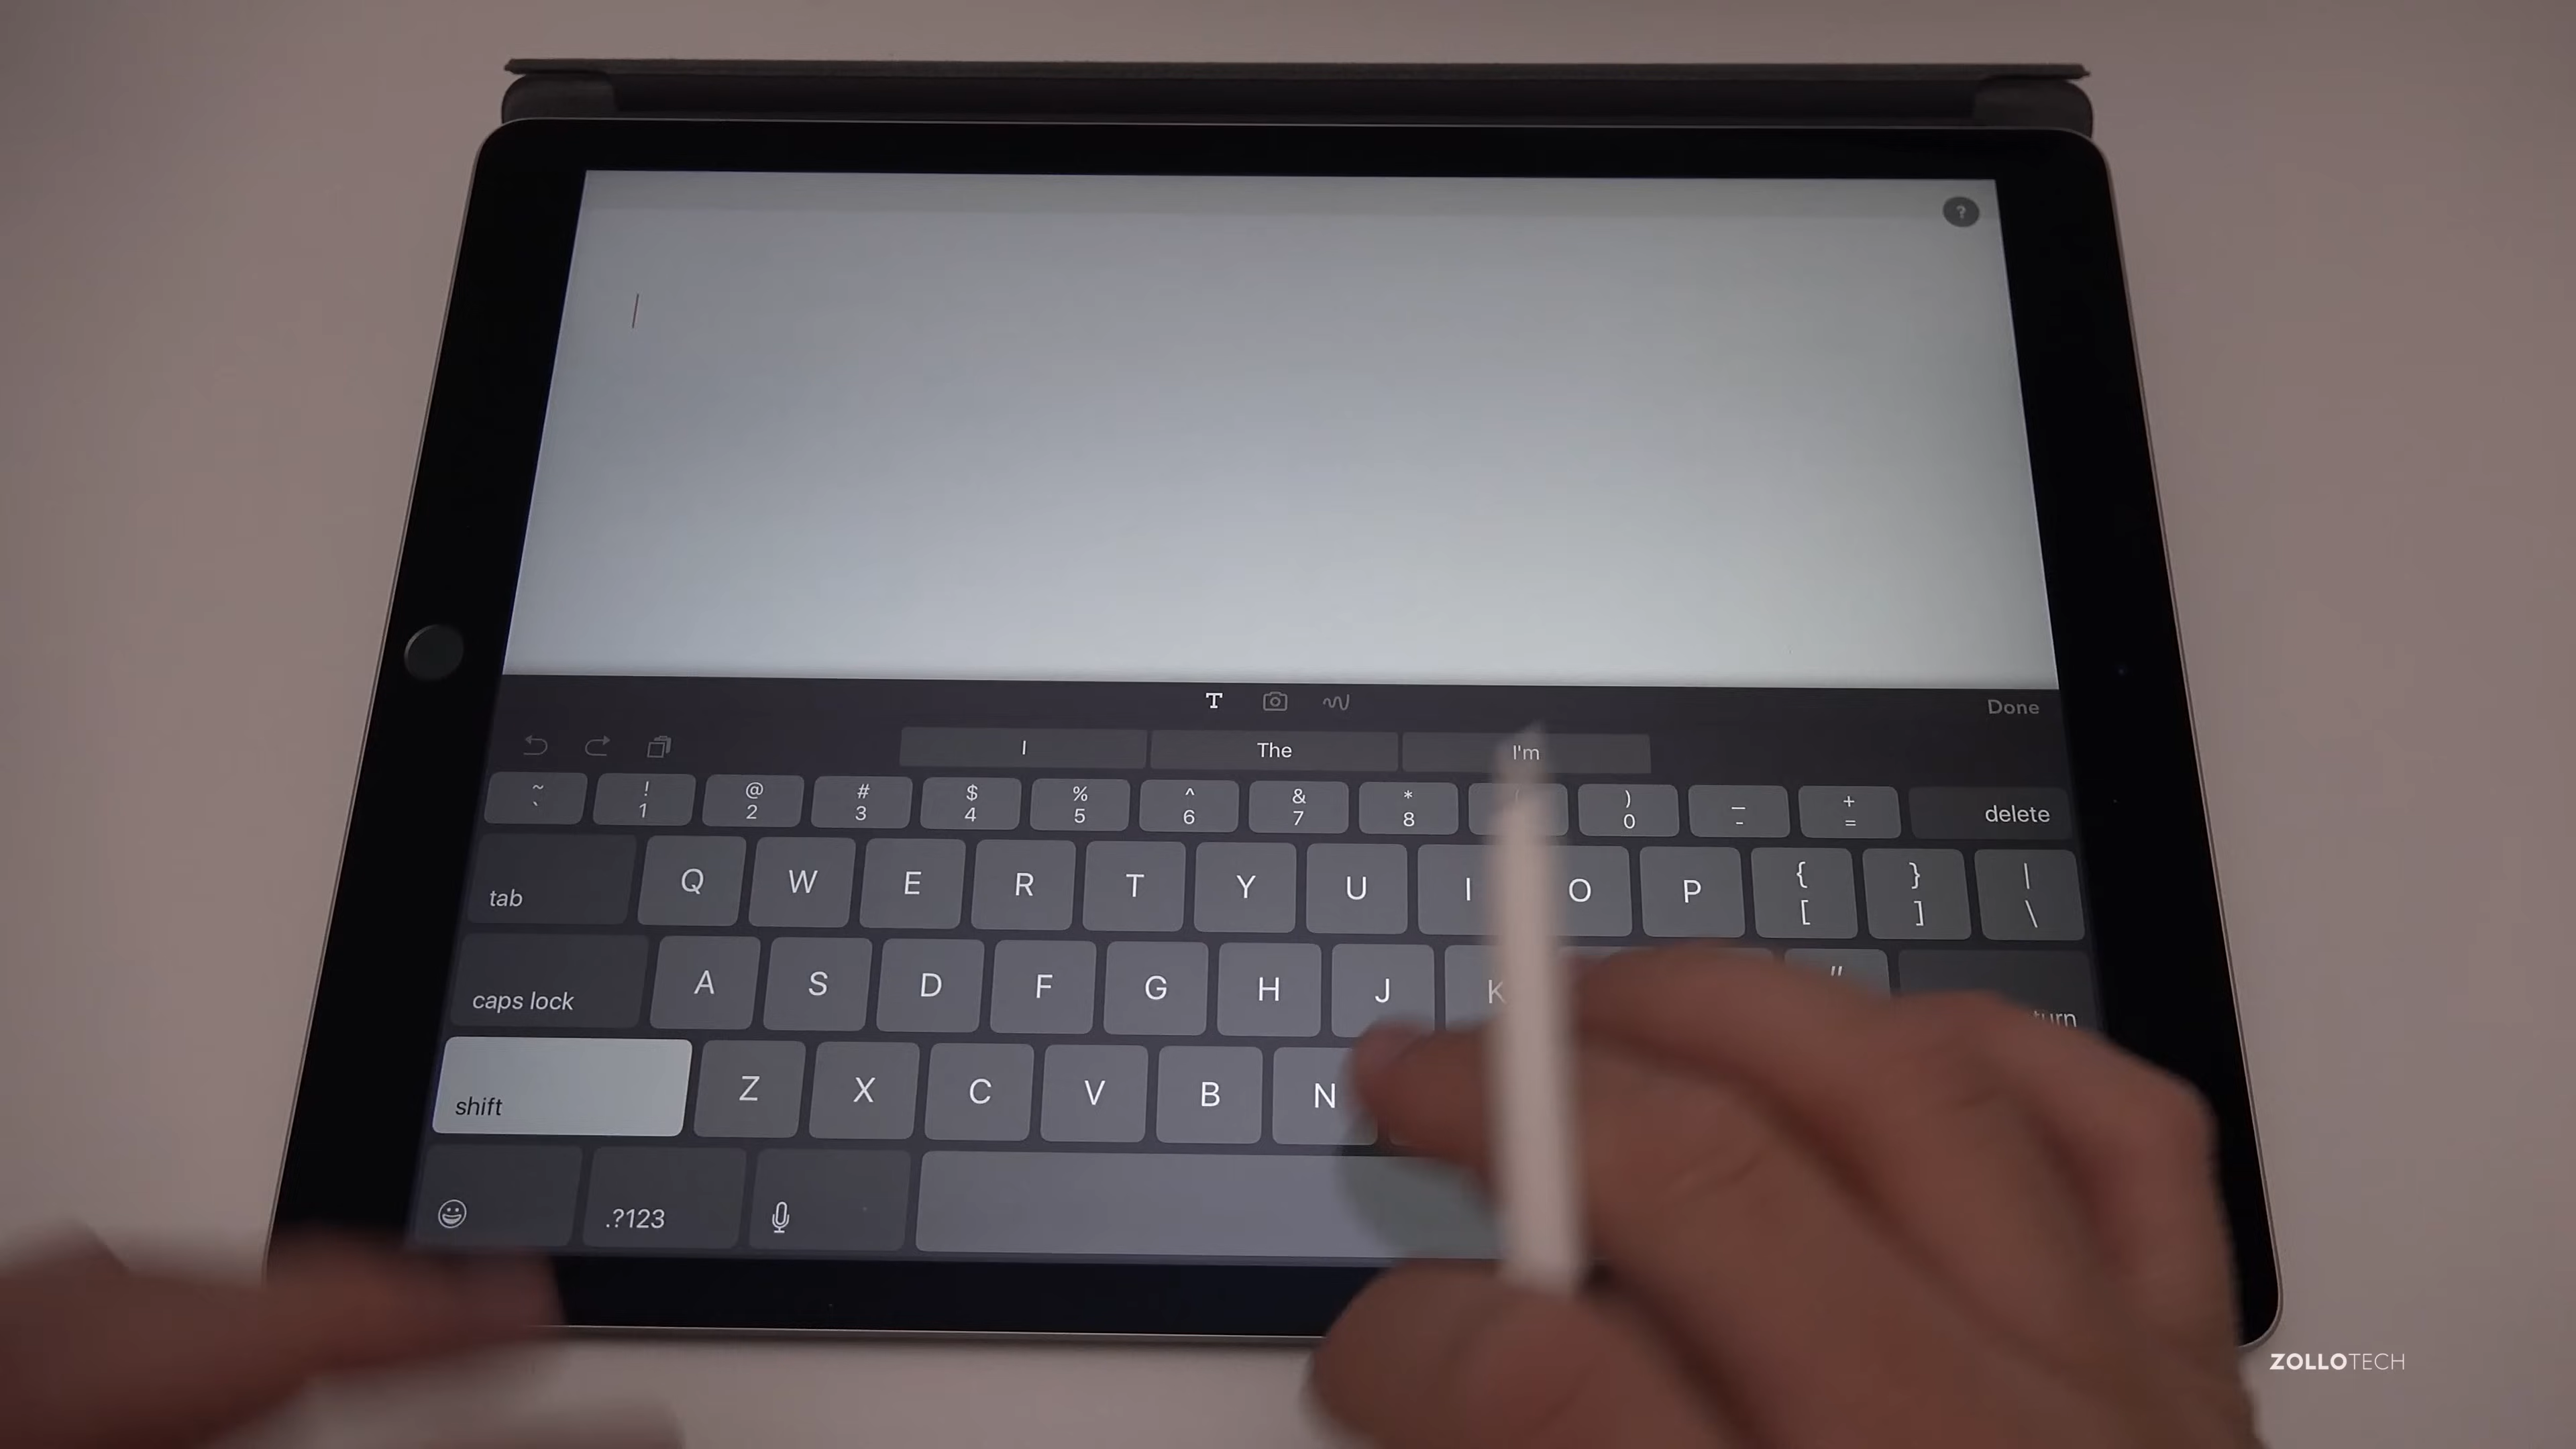 ?
T Done
I The I'm
~ ! @ # $ % ^ & * ) _ + delete
` 1 2 3 4 5 6 7 8 0 - =
tab Q W E R T Y U I O P { } |
[ ] \
caps lock A S D F G H J K "
shift Z X C V B N
.?123
ZOLLOTECH